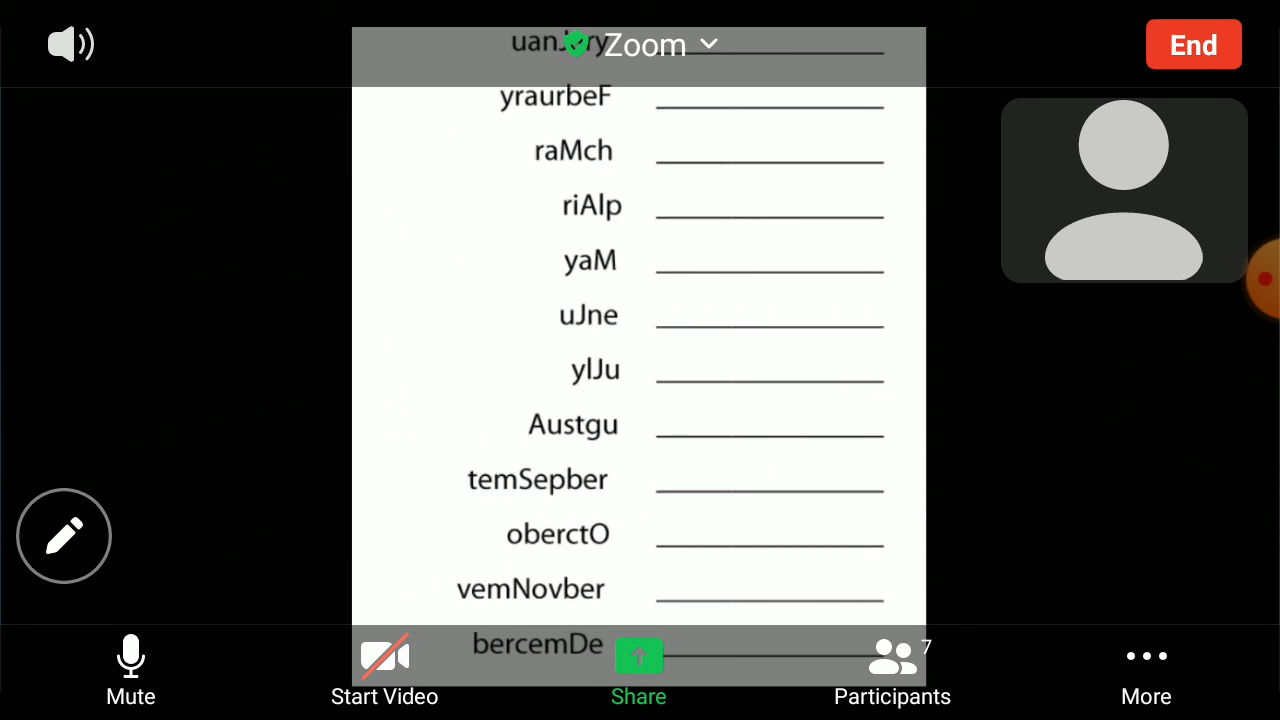 Zoom
End
yraurbeF
raMch
riAlp
yaM
uJne
ylJu
Austgu
temSepber
oberctO
vemNovber
bercemDe
7
Mute
Start Video
Share
Participants
More